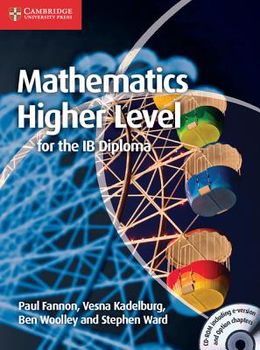 CAMBRIDGE
UNIVERSITY PRESS
Mathematics
Higher Level
for the IB Diploma
Paul Fannon, Vesna Kadelburg,
Ben Woolley and Stephen Ward
CD-ROM including e-version
and Option chapters